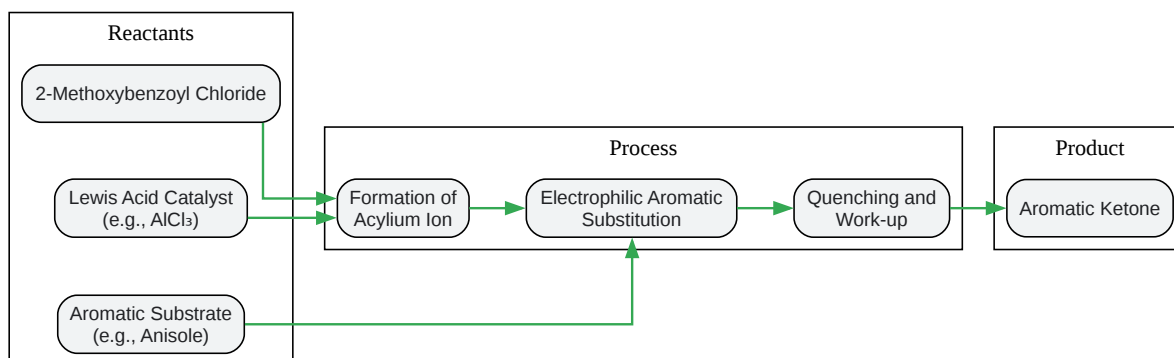 Reactants
2-Methoxybenzoyl Chloride
Lewis Acid Catalyst
(e.g., AlCl₃)
Aromatic Substrate
(e.g., Anisole)
Process
Formation of
Acylium Ion
Electrophilic Aromatic
Substitution
Quenching and
Work-up
Product
Aromatic Ketone